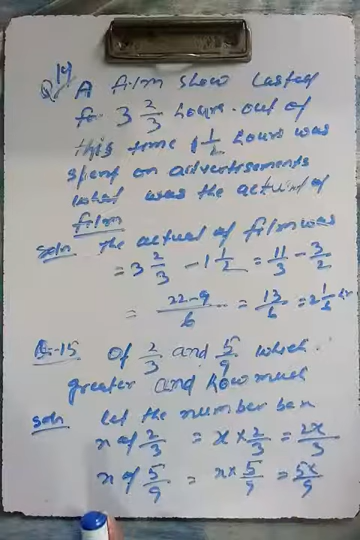 Q. 14 A film show lasted
for 3 2/3 hours. out of
this time 1 1/2 hours was
spent on advertisements
what was the actual of
film
Soln the actual of film was
= 3 2/3 - 1 1/2 = 11/3 - 3/2
= 22-9/6 = 13/6 = 2 1/6 hr
Q.-15 Of 2/3 and 5/9 which
greater and how much
Soln let the number be x
x of 2/3 = x × 2/3 = 2x/3
x of 5/9 = x × 5/9 = 5x/9